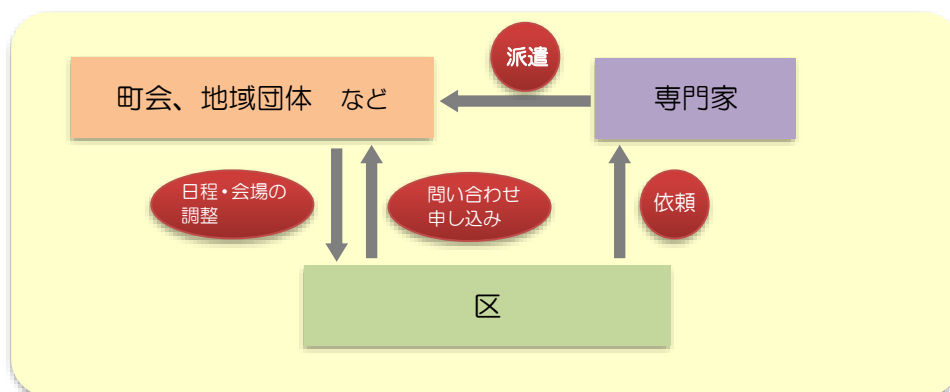 派遣
町会、地域団体　など
専門家
日程・会場の
調整
問い合わせ
申し込み
依頼
区